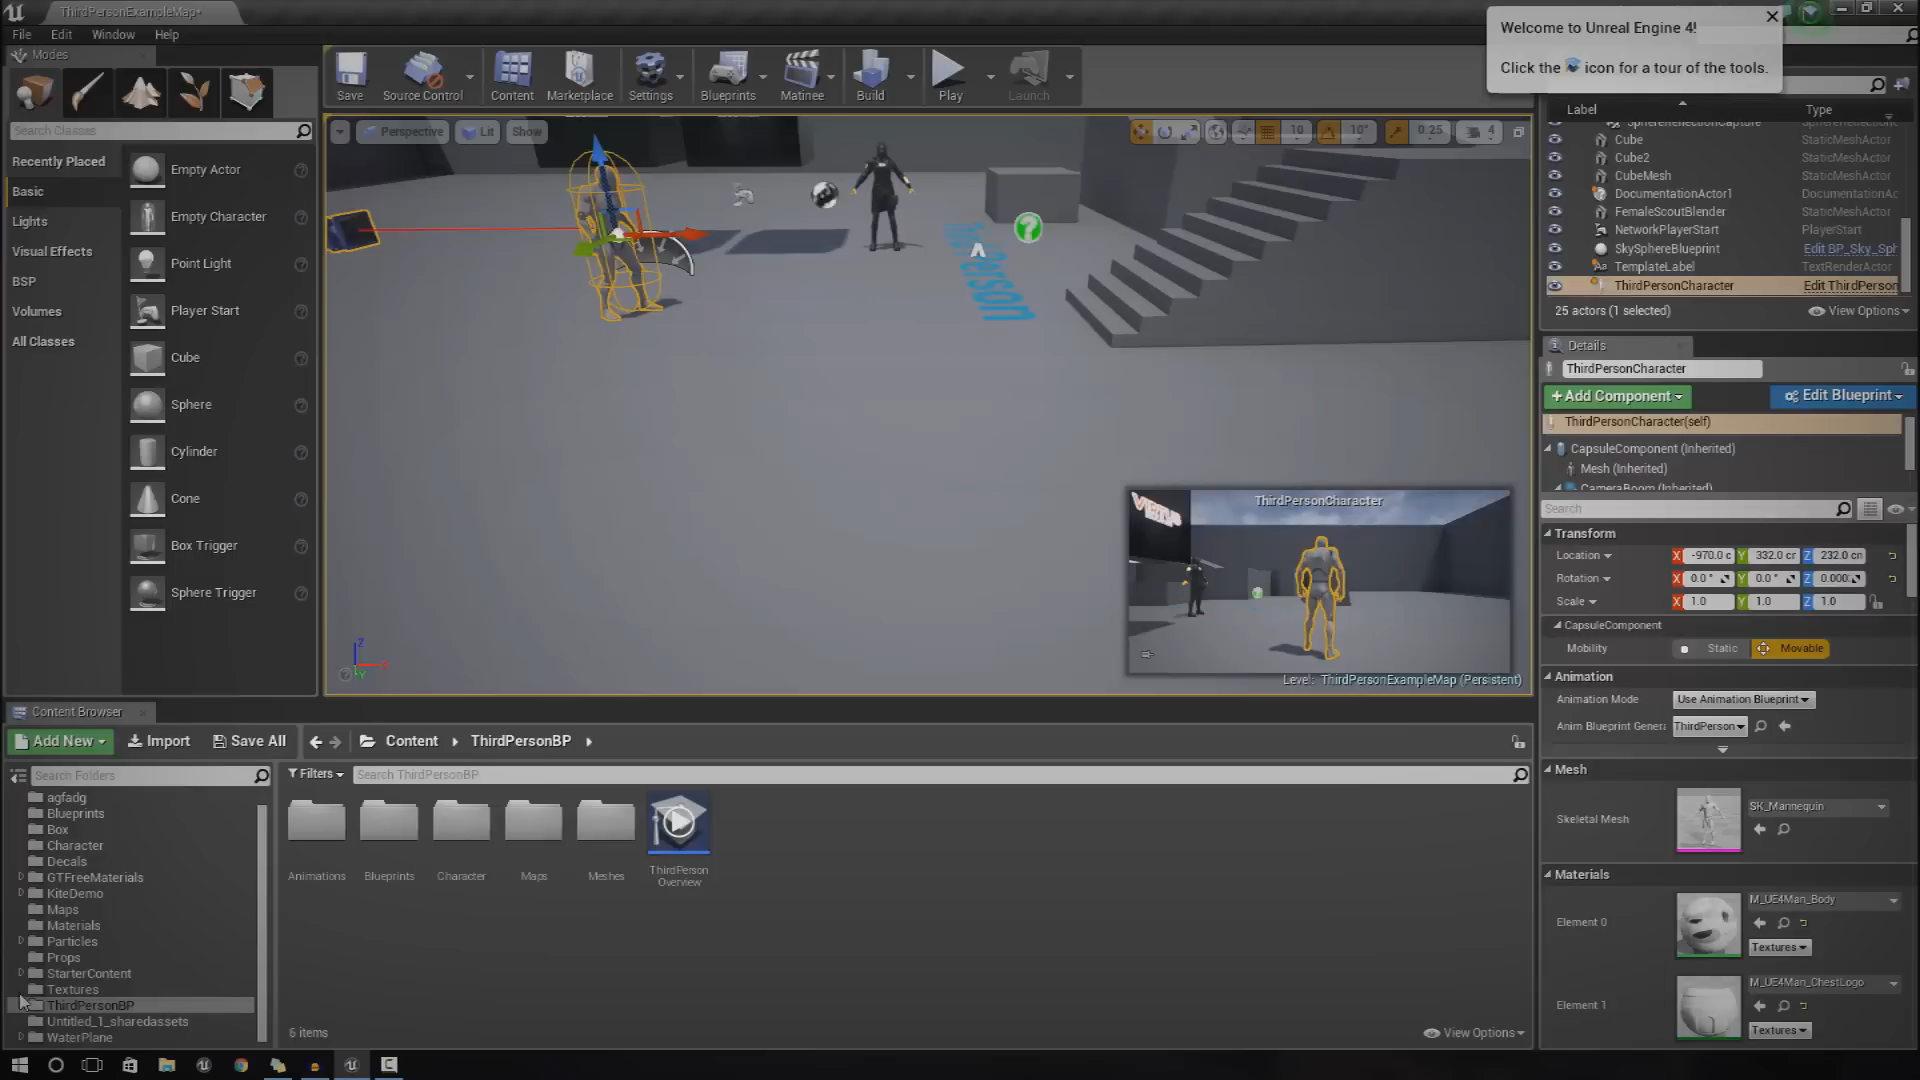 ThirdPersonExampleMap*
File Edit Window Help
Welcome to Unreal Engine 4!
Click the icon for a tour of the tools.
Modes
Save
Source Control
Content
Marketplace
Settings
Blueprints
Matinee
Build
Play
Launch
Search Classes
Recently Placed
Basic
Lights
Visual Effects
BSP
Volumes
All Classes
Empty Actor
Empty Character
Point Light
Player Start
Cube
Sphere
Cylinder
Cone
Box Trigger
Sphere Trigger
Perspective
Lit
Show
10
10°
0.25
4
Person
ThirdPersonCharacter
Level: ThirdPersonExampleMap (Persistent)
Label Type
SphereReflectionCapture
Cube StaticMeshActor
Cube2 StaticMeshActor
CubeMesh StaticMeshActor
DocumentationActor1 DocumentationAc
FemaleScoutBlender StaticMeshActor
NetworkPlayerStart PlayerStart
SkySphereBlueprint Edit BP_Sky_Sph
TemplateLabel TextRenderActor
ThirdPersonCharacter Edit ThirdPerson
25 actors (1 selected) View Options
Details
ThirdPersonCharacter
+Add Component Edit Blueprint
ThirdPersonCharacter(self)
CapsuleComponent (Inherited)
Mesh (Inherited)
CameraBoom (Inherited)
Search
Transform
Location X -970.0 c Y 332.0 cr Z 232.0 cr
Rotation X 0.0 ° Y 0.0 ° Z 0.000
Scale X 1.0 Y 1.0 Z 1.0
CapsuleComponent
Mobility Static Movable
Animation
Animation Mode Use Animation Blueprint
Anim Blueprint Genera ThirdPerson
Mesh
Skeletal Mesh SK_Mannequin
Materials
Element 0 M_UE4Man_Body
Textures
Element 1 M_UE4Man_ChestLogo
Textures
Content Browser
Add New Import Save All Content ThirdPersonBP
Search Folders
Filters Search ThirdPersonBP
agfadg
Blueprints
Box
Character
Decals
GTFreeMaterials
KiteDemo
Maps
Materials
Particles
Props
StarterContent
Textures
ThirdPersonBP
Untitled_1_sharedassets
WaterPlane
Animations
Blueprints
Character
Maps
Meshes
ThirdPerson
Overview
6 items View Options